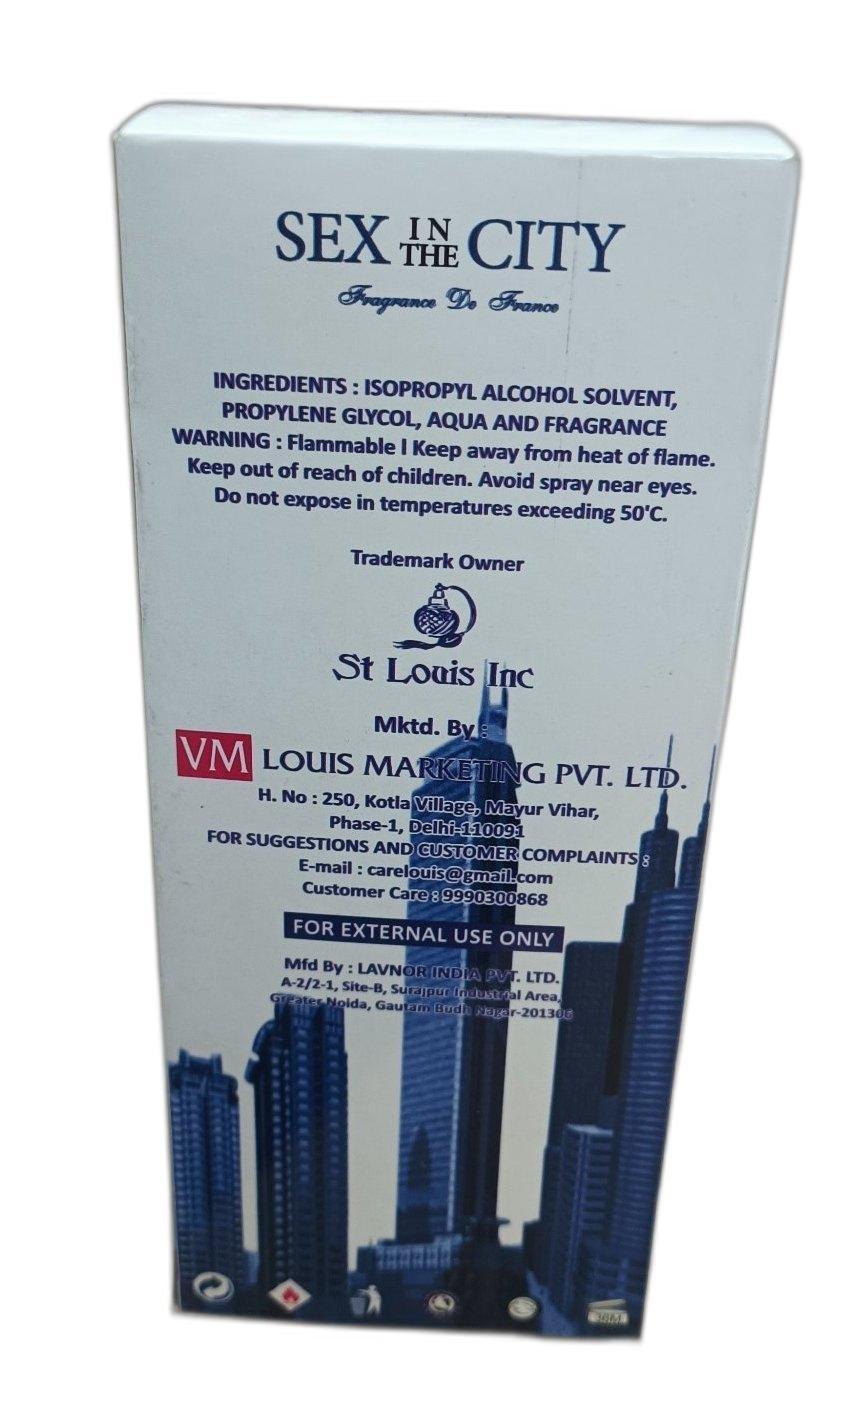 SEX IN THE CITY
Fragrance De France
INGREDIENTS : ISOPROPYL ALCOHOL SOLVENT,
PROPYLENE GLYCOL, AQUA AND FRAGRANCE
WARNING : Flammable I Keep away from heat of flame.
Keep out of reach of children. Avoid spray near eyes.
Do not expose in temperatures exceeding 50'C.
Trademark Owner
St Louis Inc
Mktd. By :
VM LOUIS MARKETING PVT. LTD.
H. No : 250, Kotla Village, Mayur Vihar,
Phase-1, Delhi-110091
FOR SUGGESTIONS AND CUSTOMER COMPLAINTS :
E-mail : carelouis@gmail.com
Customer Care : 9990300868
FOR EXTERNAL USE ONLY
Mfd By : LAVNOR INDIA PVT. LTD.
A-2/2-1, Site-B, Surajpur Industrial Area,
Greater Noida, Gautam Budh Nagar-201306
36M